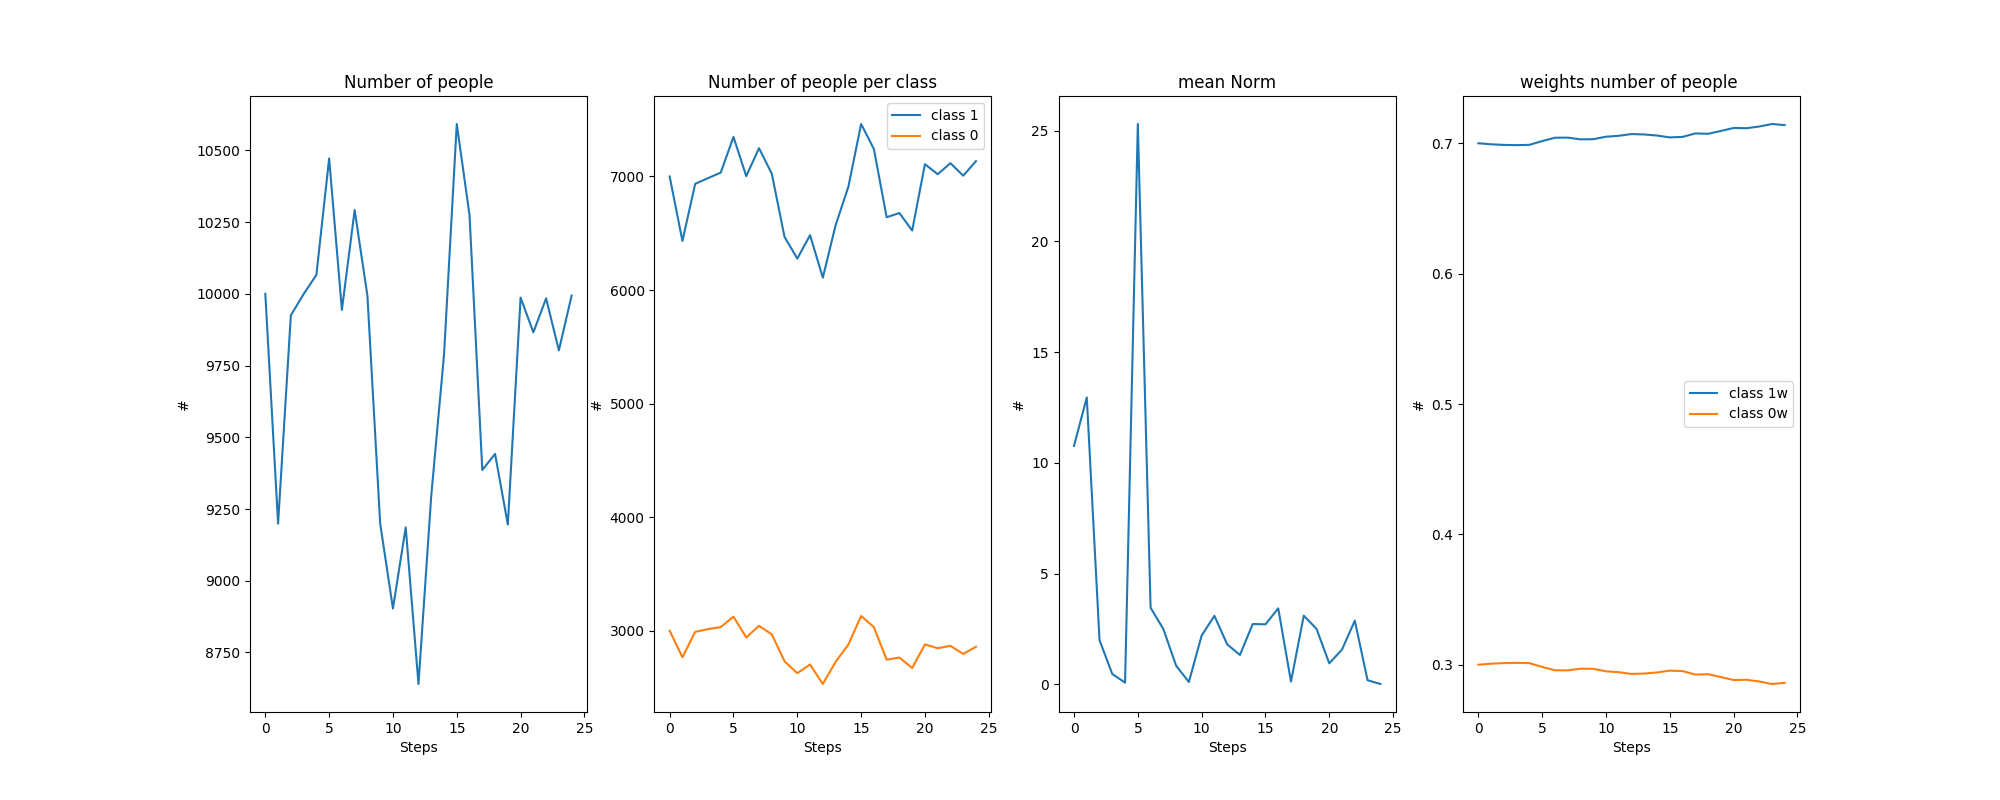 Number of people
10500
10250
10000
9750
9500
9250
9000
8750
#
0 5 10 15 20 25
Steps
Number of people per class
class 1
class 0
7000
6000
5000
4000
3000
#
0 5 10 15 20 25
Steps
mean Norm
25
20
15
10
5
0
#
0 5 10 15 20 25
Steps
weights number of people
0.7
0.6
0.5
0.4
0.3
#
class 1w
class 0w
0 5 10 15 20 25
Steps